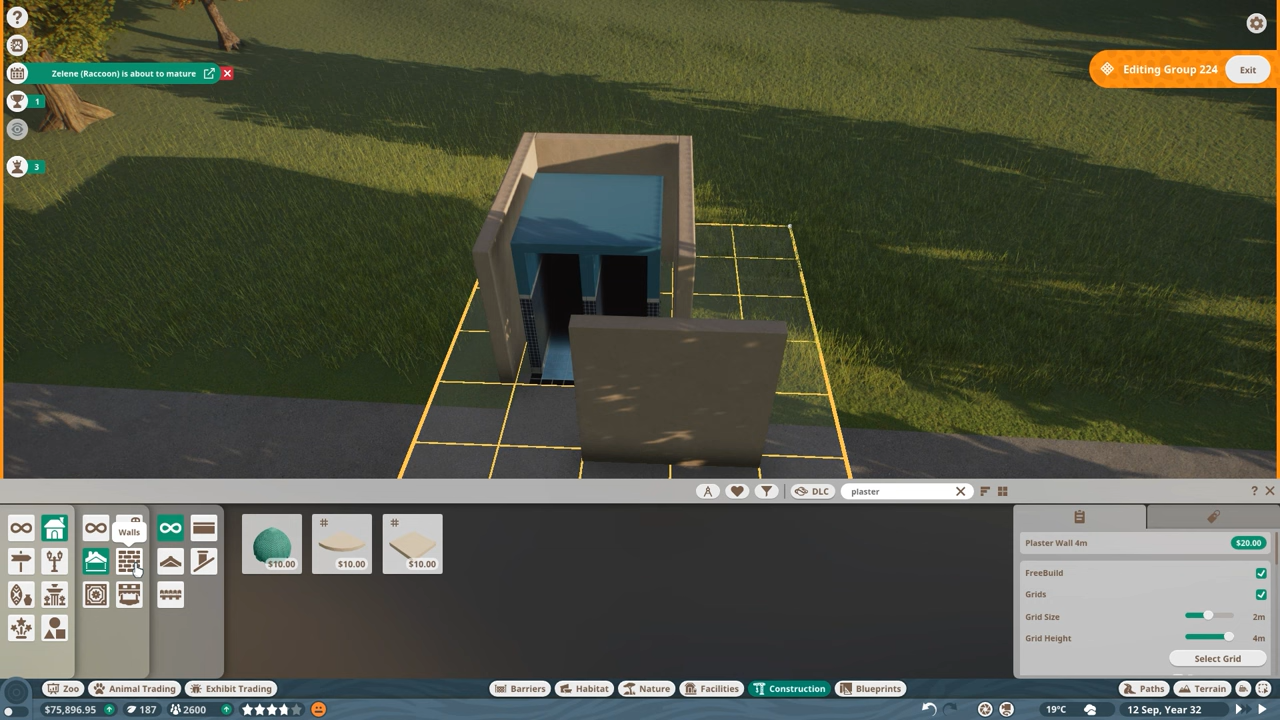 ?
Editing Group 224
Exit
Zelene (Raccoon) is about to mature
1
3
DLC
plaster
?
Walls
$10.00
$10.00
$10.00
Plaster Wall 4m
$20.00
FreeBuild
Grids
Grid Size
2m
Grid Height
4m
Select Grid
Zoo
Animal Trading
Exhibit Trading
Barriers
Habitat
Nature
Facilities
Construction
Blueprints
Paths
Terrain
$75,896.95
187
2600
19°C
12 Sep, Year 32